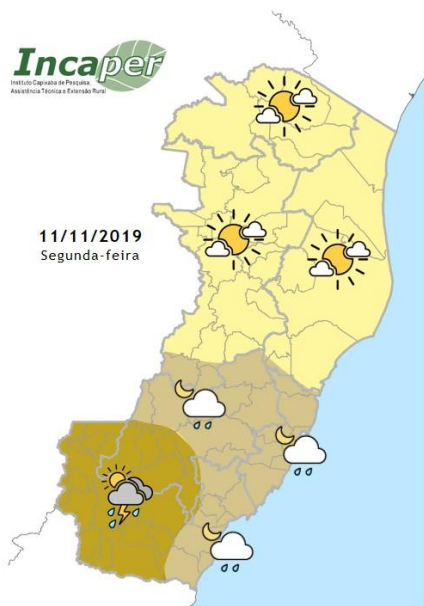 Incaper
Instituto Capixaba de Pesquisa,
Assistência Técnica e Extensão Rural
11/11/2019
Segunda-feira